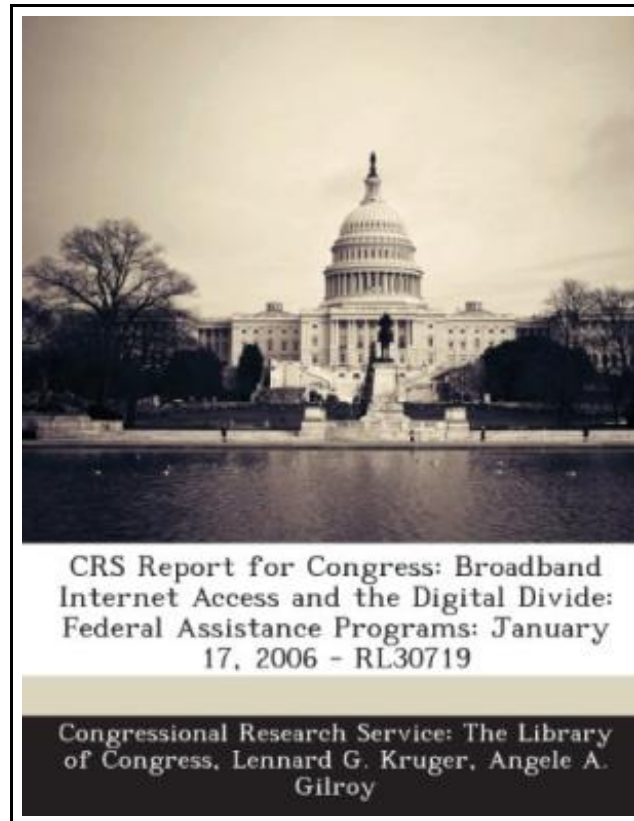 CRS Report for Congress: Broadband
Internet Access and the Digital Divide:
Federal Assistance Programs: January
17, 2006 - RL30719
Congressional Research Service: The Library
of Congress, Lennard G. Kruger, Angele A.
Gilroy